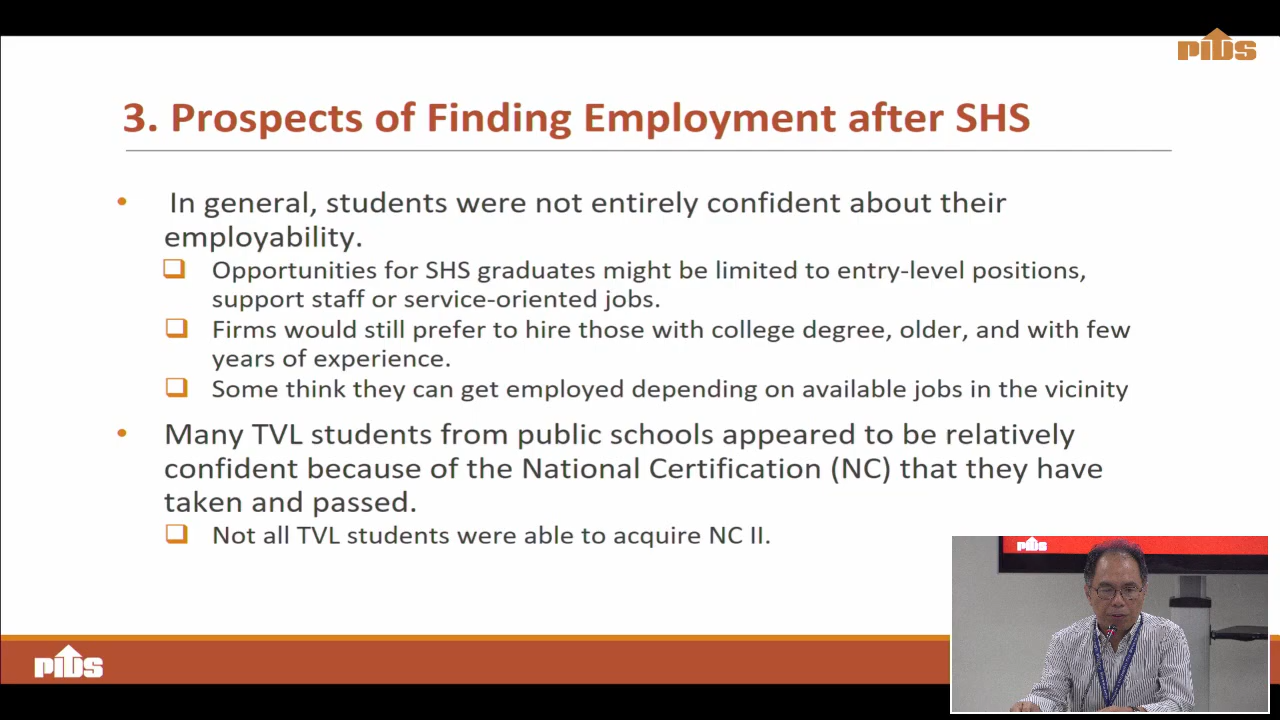 PIDS
3. Prospects of Finding Employment after SHS
• In general, students were not entirely confident about their
employability.
❑ Opportunities for SHS graduates might be limited to entry-level positions,
support staff or service-oriented jobs.
❑ Firms would still prefer to hire those with college degree, older, and with few
years of experience.
❑ Some think they can get employed depending on available jobs in the vicinity
• Many TVL students from public schools appeared to be relatively
confident because of the National Certification (NC) that they have
taken and passed.
❑ Not all TVL students were able to acquire NC II.
PIDS
PIDS